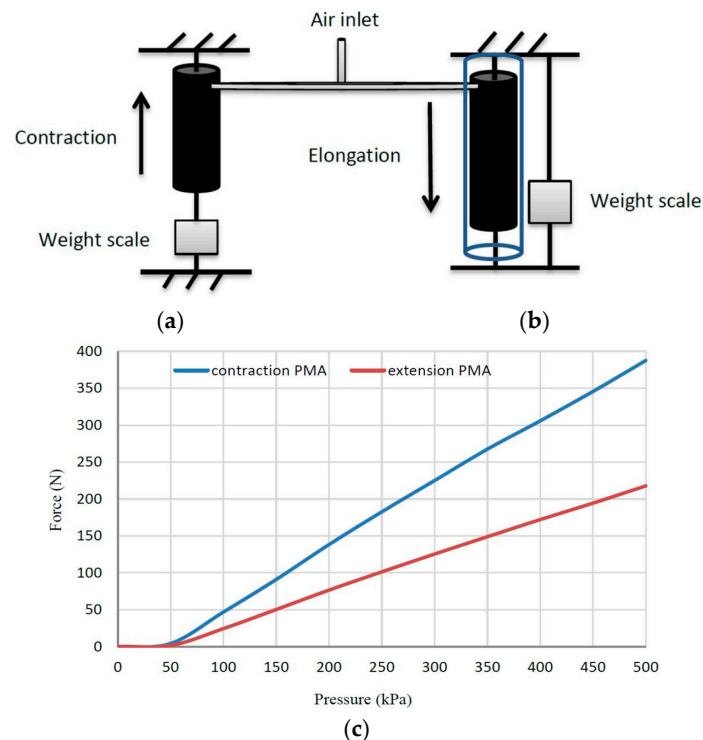 Air inlet
Contraction
Elongation
Weight scale
Weight scale
(a)
(b)
400
350
300
250
200
150
100
50
0
contraction PMA
extension PMA
Force (N)
0 50 100 150 200 250 300 350 400 450 500
Pressure (kPa)
(c)